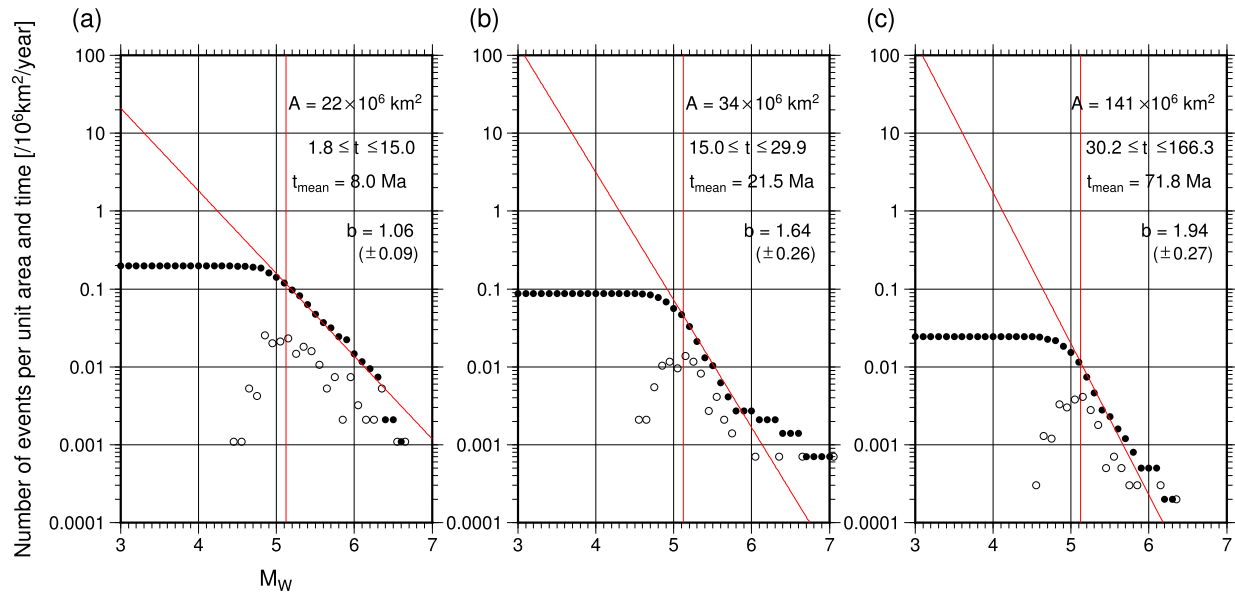 (a)
(b)
(c)
Number of events per unit area and time [/10⁶km²/year]
100
10
1
0.1
0.01
0.001
0.0001
3 4 5 6 7
M_W
A = 22×10⁶ km²
1.8 ≤ t ≤15.0
t_mean = 8.0 Ma
b = 1.06
(±0.09)
100
10
1
0.1
0.01
0.001
0.0001
3 4 5 6 7
A = 34×10⁶ km²
15.0 ≤ t ≤29.9
t_mean = 21.5 Ma
b = 1.64
(±0.26)
100
10
1
0.1
0.01
0.001
0.0001
3 4 5 6 7
A = 141×10⁶ km²
30.2 ≤ t ≤166.3
t_mean = 71.8 Ma
b = 1.94
(±0.27)